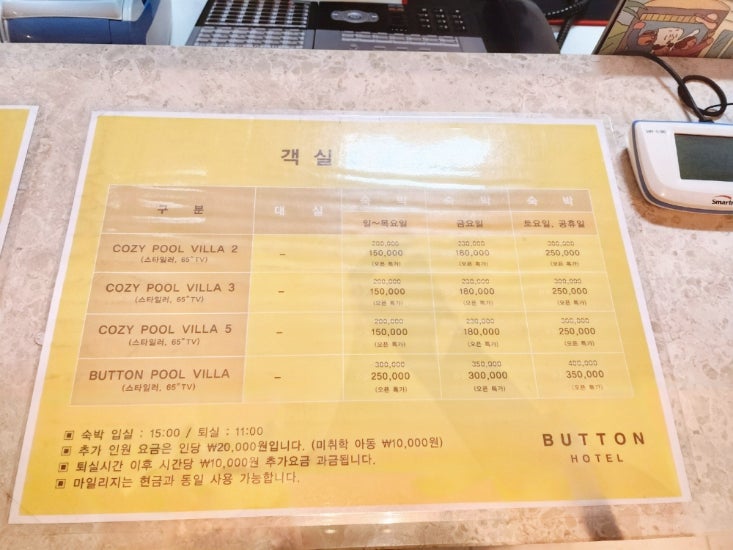 객 실
구 분 대 실 숙 박 숙 박 숙 박
일~목요일 금요일 토요일, 공휴일
COZY POOL VILLA 2 – 200,000 230,000 300,000
(스타일러, 65"TV) 150,000 180,000 250,000
(오픈 특가) (오픈 특가) (오픈 특가)
COZY POOL VILLA 3 – 200,000 230,000 300,000
(스타일러, 65"TV) 150,000 180,000 250,000
(오픈 특가) (오픈 특가) (오픈 특가)
COZY POOL VILLA 5 – 200,000 230,000 300,000
(스타일러, 65"TV) 150,000 180,000 250,000
(오픈 특가) (오픈 특가) (오픈 특가)
BUTTON POOL VILLA – 300,000 350,000 400,000
(스타일러, 65"TV) 250,000 300,000 350,000
(오픈 특가) (오픈 특가) (오픈 특가)
▣ 숙박 입실 : 15:00 / 퇴실 : 11:00
▣ 추가 인원 요금은 인당 ₩20,000원입니다. (미취학 아동 ₩10,000원)
▣ 퇴실시간 이후 시간당 ₩10,000원 추가요금 과금됩니다.
▣ 마일리지는 현금과 동일 사용 가능합니다.
BUTTON
HOTEL